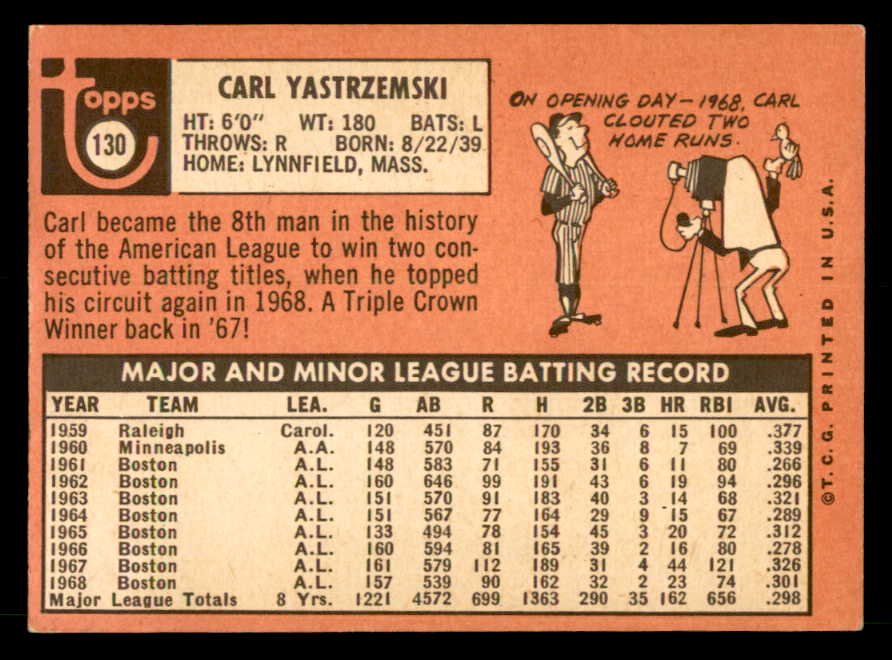 topps
130
CARL YASTRZEMSKI
HT: 6'0" WT: 180 BATS: L
THROWS: R BORN: 8/22/39
HOME: LYNNFIELD, MASS.
ON OPENING DAY-1968, CARL
CLOUTED TWO
HOME RUNS.
Carl became the 8th man in the history
of the American League to win two con-
secutive batting titles, when he topped
his circuit again in 1968. A Triple Crown
Winner back in '67!
MAJOR AND MINOR LEAGUE BATTING RECORD
YEAR TEAM LEA. G AB R H 2B 3B HR RBI AVG.
1959 Raleigh Carol. 120 451 87 170 34 6 15 100 .377
1960 Minneapolis A.A. 148 570 84 193 36 8 7 69 .339
1961 Boston A.L. 148 583 71 155 31 6 11 80 .266
1962 Boston A.L. 160 646 99 191 43 6 19 94 .296
1963 Boston A.L. 151 570 91 183 40 3 14 68 .321
1964 Boston A.L. 151 567 77 164 29 9 15 67 .289
1965 Boston A.L. 133 494 78 154 45 3 20 72 .312
1966 Boston A.L. 160 594 81 165 39 2 16 80 .278
1967 Boston A.L. 161 579 112 189 31 4 44 121 .326
1968 Boston A.L. 157 539 90 162 32 2 23 74 .301
Major League Totals 8 Yrs. 1221 4572 699 1363 290 35 162 656 .298
©T.C.G. PRINTED IN U.S.A.